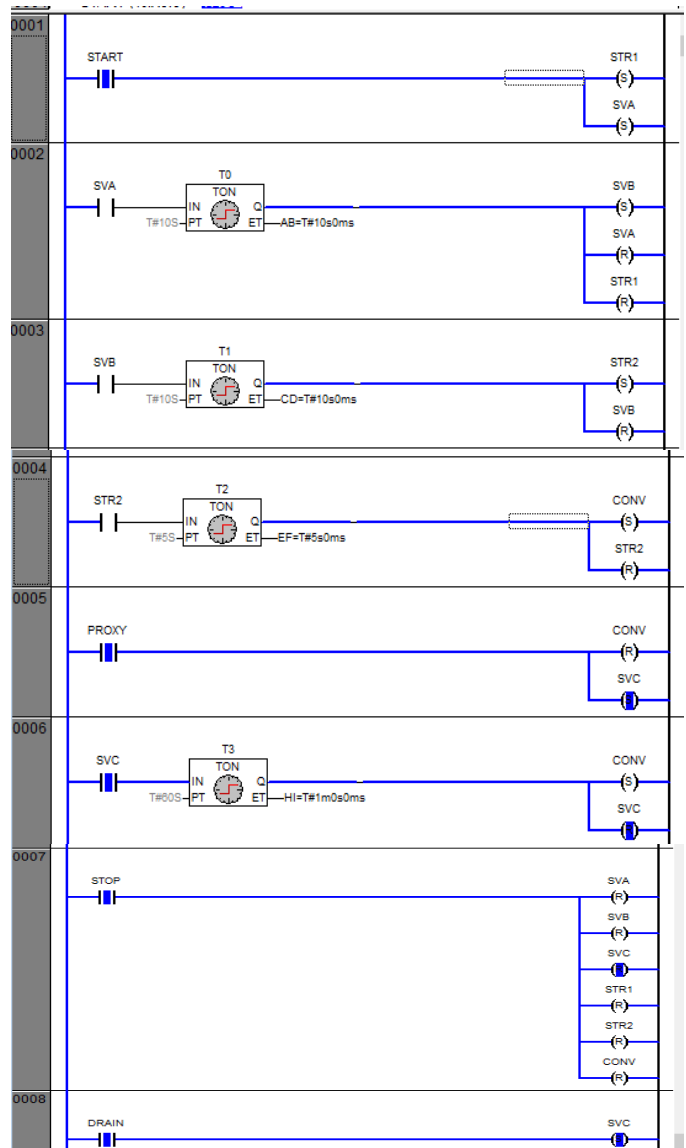 0001
START
STR1
(S)
SVA
(S)
0002
SVA
T0
TON
SVB
IN Q
(S)
T#10S PT ET AB=T#10s0ms
SVA
(R)
STR1
(R)
0003
SVB
T1
TON
STR2
IN Q
(S)
T#10S PT ET CD=T#10s0ms
SVB
(R)
0004
STR2
T2
TON
CONV
IN Q
(S)
T#5S PT ET EF=T#5s0ms
STR2
(R)
0005
PROXY
CONV
(R)
SVC
0006
SVC
T3
TON
CONV
IN Q
(S)
T#60S PT ET HI=T#1m0s0ms
SVC
0007
STOP
SVA
(R)
SVB
(R)
SVC
STR1
(R)
STR2
(R)
CONV
(R)
0008
DRAIN
SVC